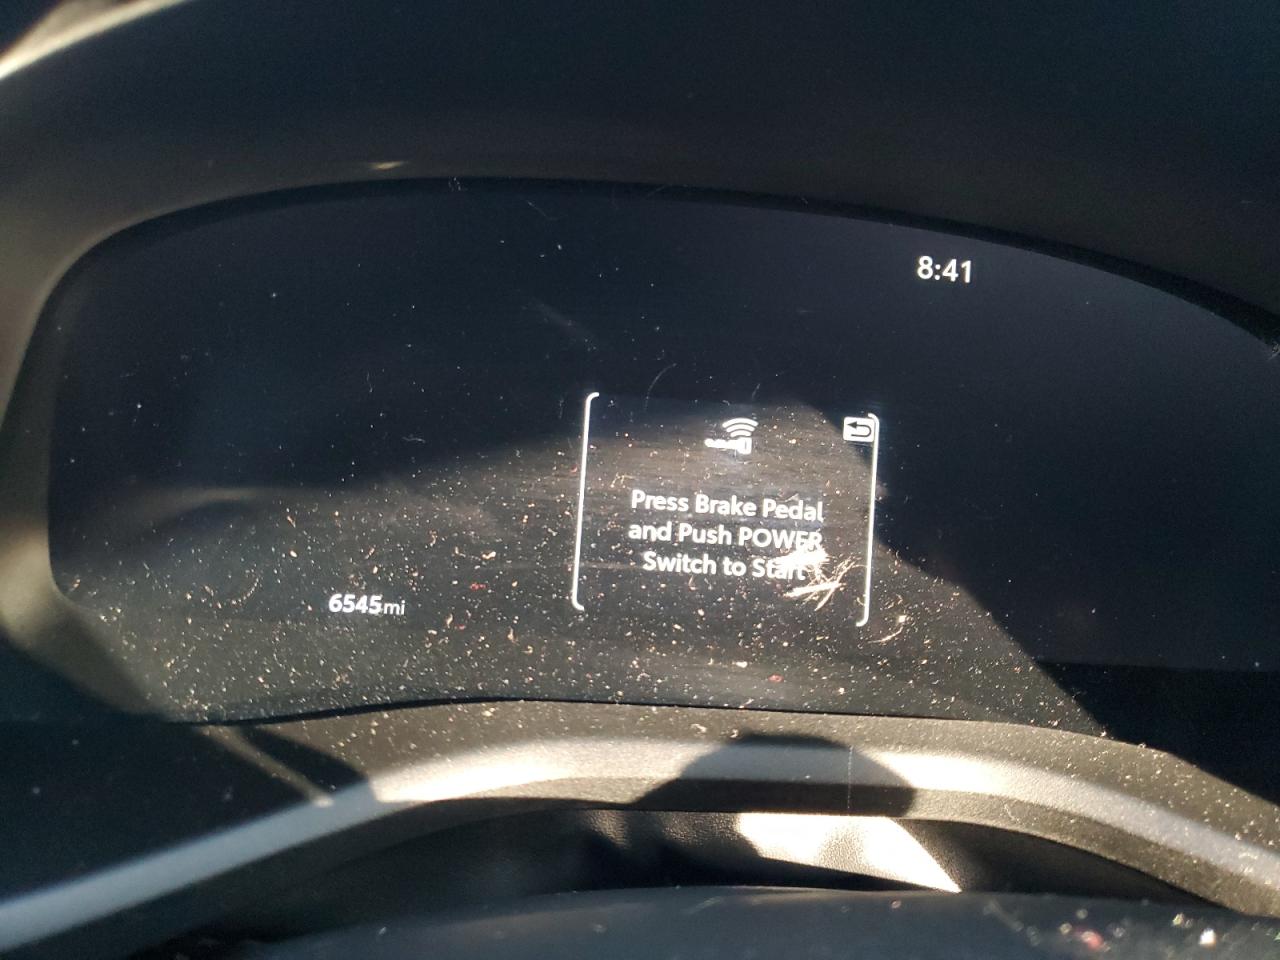 8:41
Press Brake Pedal
and Push POWER
Switch to Start
6545mi